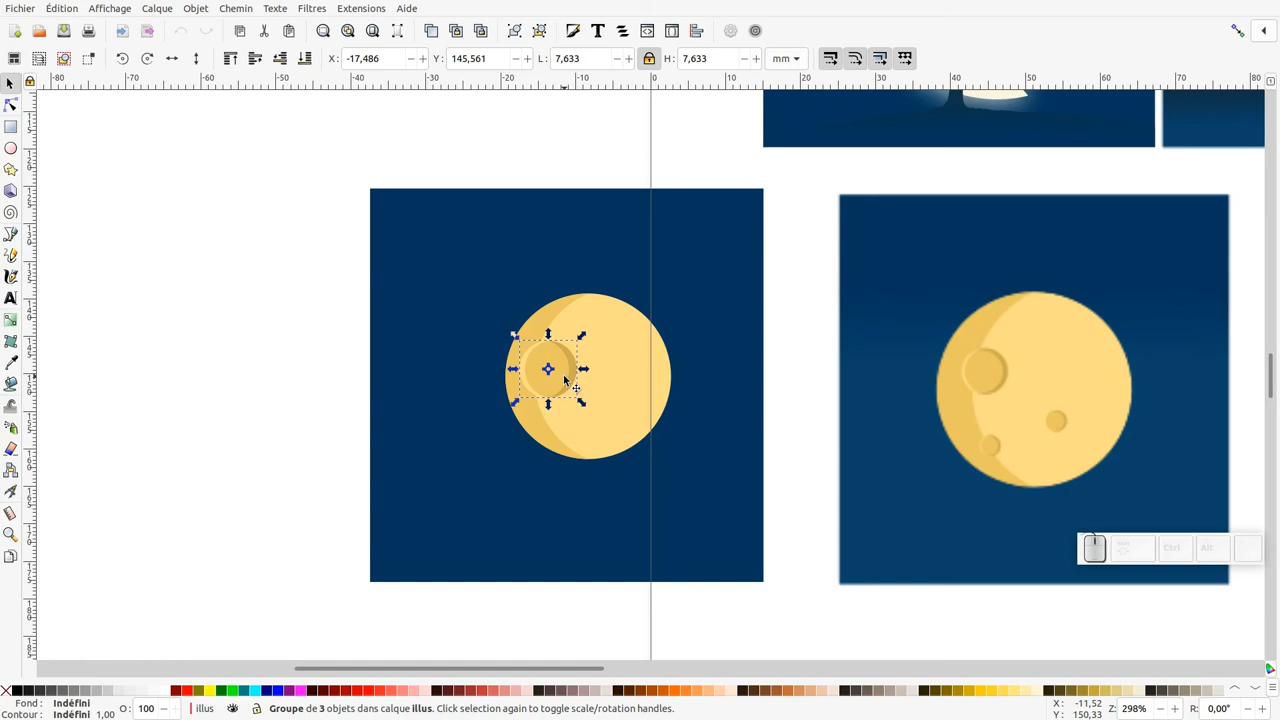 Fichier Édition Affichage Calque Objet Chemin Texte Filtres Extensions Aide
X: -17,486 − + Y: 145,561 − + L: 7,633 − + H: 7,633 − + mm
-80 -70 -60 -50 -40 -30 -20 -10 0 10 20 30 40 50 60 70 80
Ctrl Alt
Fond : Indéfini
Contour : Indéfini 1,00
O: 100 − + illus Groupe de 3 objets dans calque illus. Click selection again to toggle scale/rotation handles.
X: -11,52
Y: 150,33
Z: 298% − + R: 0,00° − +